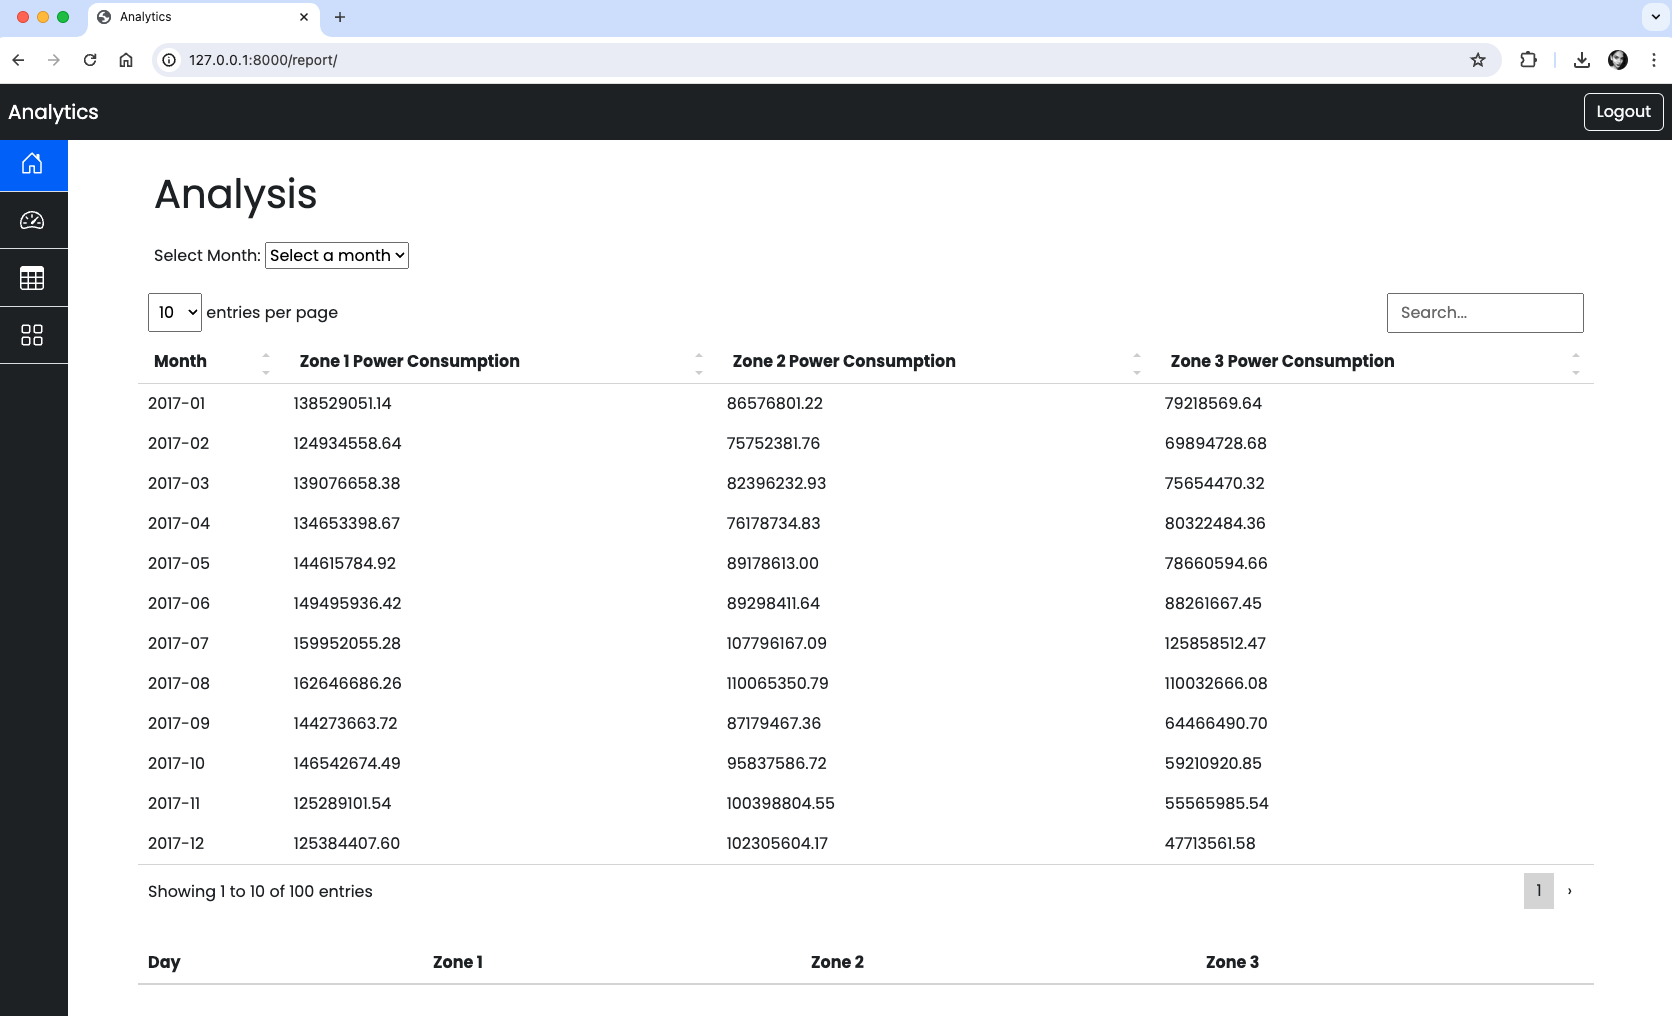 Analytics
127.0.0.1:8000/report/
Analytics
Logout
Analysis
Select Month: Select a month
10 entries per page
Search...
Month Zone 1 Power Consumption Zone 2 Power Consumption Zone 3 Power Consumption
2017-01 138529051.14 86576801.22 79218569.64
2017-02 124934558.64 75752381.76 69894728.68
2017-03 139076658.38 82396232.93 75654470.32
2017-04 134653398.67 76178734.83 80322484.36
2017-05 144615784.92 89178613.00 78660594.66
2017-06 149495936.42 89298411.64 88261667.45
2017-07 159952055.28 107796167.09 125858512.47
2017-08 162646686.26 110065350.79 110032666.08
2017-09 144273663.72 87179467.36 64466490.70
2017-10 146542674.49 95837586.72 59210920.85
2017-11 125289101.54 100398804.55 55565985.54
2017-12 125384407.60 102305604.17 47713561.58
Showing 1 to 10 of 100 entries
1 ›
Day Zone 1 Zone 2 Zone 3